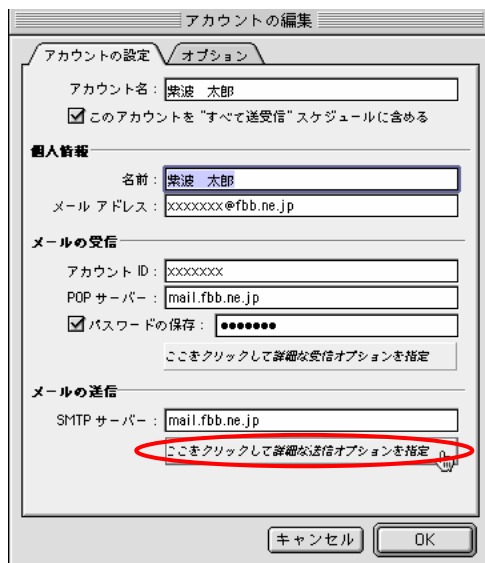 アカウントの編集
アカウントの設定 オプション
アカウント名： 紫波　太郎
このアカウントを "すべて送受信" スケジュールに含める
個人情報
名前： 紫波　太郎
メール アドレス： xxxxxxx@fbb.ne.jp
メールの受信
アカウント ID： xxxxxxx
POP サーバー： mail.fbb.ne.jp
パスワードの保存： ●●●●●●●
ここをクリックして詳細な受信オプションを指定
メールの送信
SMTP サーバー： mail.fbb.ne.jp
ここをクリックして詳細な送信オプションを指定
キャンセル OK